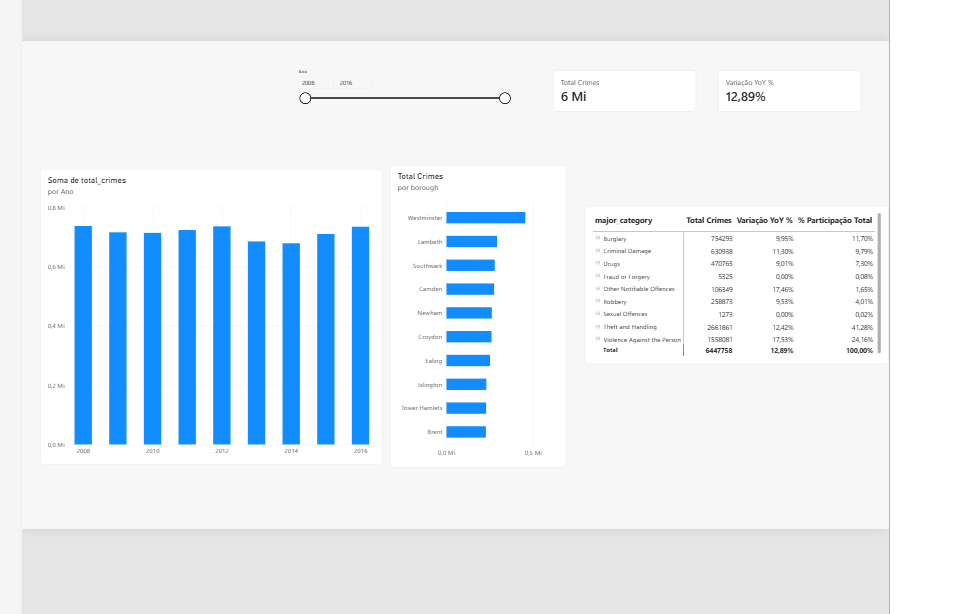 Ano
2008 2016
Total Crimes
6 Mi
Variação YoY %
12,89%
Soma de total_crimes
por Ano
0,8 Mi
0,6 Mi
0,4 Mi
0,2 Mi
0,0 Mi
2008 2010 2012 2014 2016
Total Crimes
por borough
Westminster
Lambeth
Southwark
Camden
Newham
Croydon
Ealing
Islington
Tower Hamlets
Brent
0,0 Mi 0,5 Mi
major_category Total Crimes Variação YoY % % Participação Total
Burglary 754293 9,95% 11,70%
Criminal Damage 630938 11,30% 9,79%
Drugs 470765 9,01% 7,30%
Fraud or Forgery 5325 0,00% 0,08%
Other Notifiable Offences 106349 17,46% 1,65%
Robbery 258873 9,53% 4,01%
Sexual Offences 1273 0,00% 0,02%
Theft and Handling 2661861 12,42% 41,28%
Violence Against the Person 1558081 17,53% 24,16%
Total 6447758 12,89% 100,00%